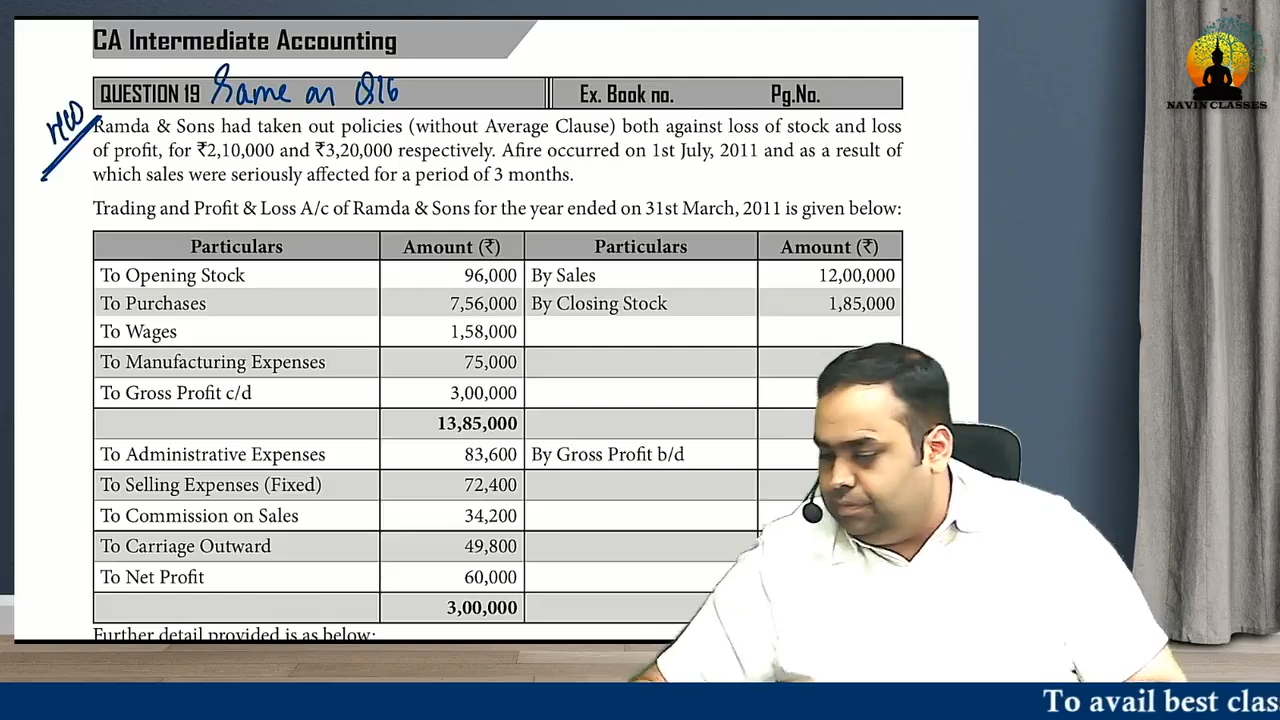 CA Intermediate Accounting
NAVIN CLASSES
QUESTION 19 Same as Q16 Ex. Book no. Pg.No.
HW
Ramda & Sons had taken out policies (without Average Clause) both against loss of stock and loss
of profit, for ₹2,10,000 and ₹3,20,000 respectively. Afire occurred on 1st July, 2011 and as a result of
which sales were seriously affected for a period of 3 months.
Trading and Profit & Loss A/c of Ramda & Sons for the year ended on 31st March, 2011 is given below:
Particulars Amount (₹) Particulars Amount (₹)
To Opening Stock 96,000 By Sales 12,00,000
To Purchases 7,56,000 By Closing Stock 1,85,000
To Wages 1,58,000
To Manufacturing Expenses 75,000
To Gross Profit c/d 3,00,000
13,85,000
To Administrative Expenses 83,600 By Gross Profit b/d
To Selling Expenses (Fixed) 72,400
To Commission on Sales 34,200
To Carriage Outward 49,800
To Net Profit 60,000
3,00,000
Further detail provided is as below:
To avail best clas